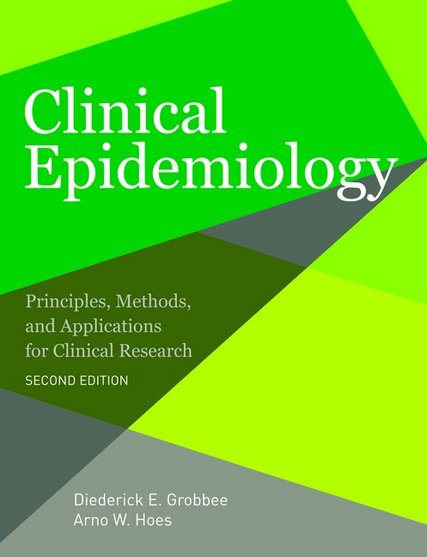 Clinical
Epidemiology
Principles, Methods,
and Applications
for Clinical Research
SECOND EDITION
Diederick E. Grobbee
Arno W. Hoes